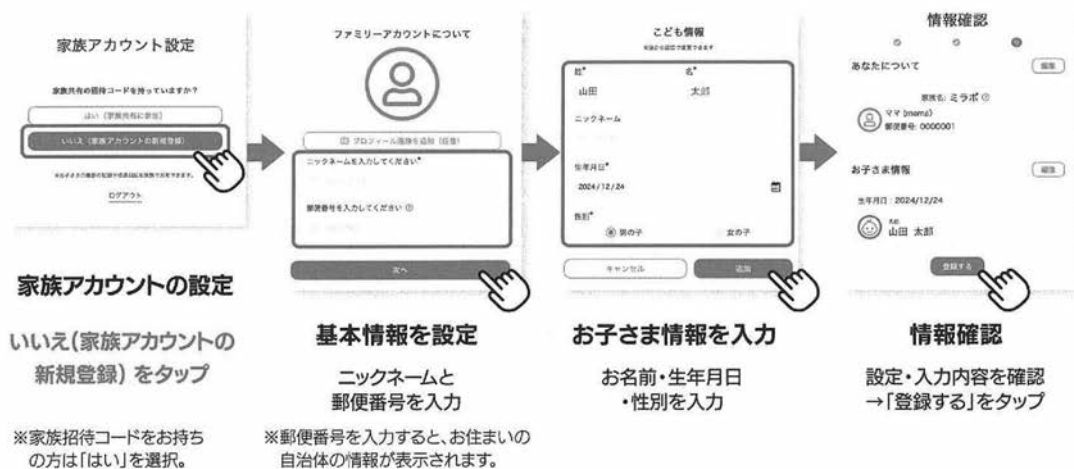 家族アカウント設定
家族共有の招待コードを持っていますか?
はい(家族共有に参加)
いいえ(家族アカウントの新規登録)
ログアウト
家族アカウントの設定
いいえ(家族アカウントの
新規登録)をタップ
※家族招待コードをお持ち
の方は「はい」を選択。
ファミリーアカウントについて
プロフィール画像を追加(任意)
ニックネームを入力してください*
郵便番号を入力してください
次へ
基本情報を設定
ニックネームと
郵便番号を入力
※郵便番号を入力すると、お住まいの
自治体の情報が表示されます。
こども情報
※後から設定で変更できます
姓* 名*
山田 太郎
ニックネーム
生年月日*
2024/12/24
性別*
男の子 女の子
キャンセル 追加
お子さま情報を入力
お名前・生年月日
・性別を入力
情報確認
あなたについて 編集
家族名: ミラボ
ママ (mama)
郵便番号: 0000001
お子さま情報 編集
生年月日:2024/12/24
山田 太郎
登録する
情報確認
設定・入力内容を確認
→「登録する」をタップ